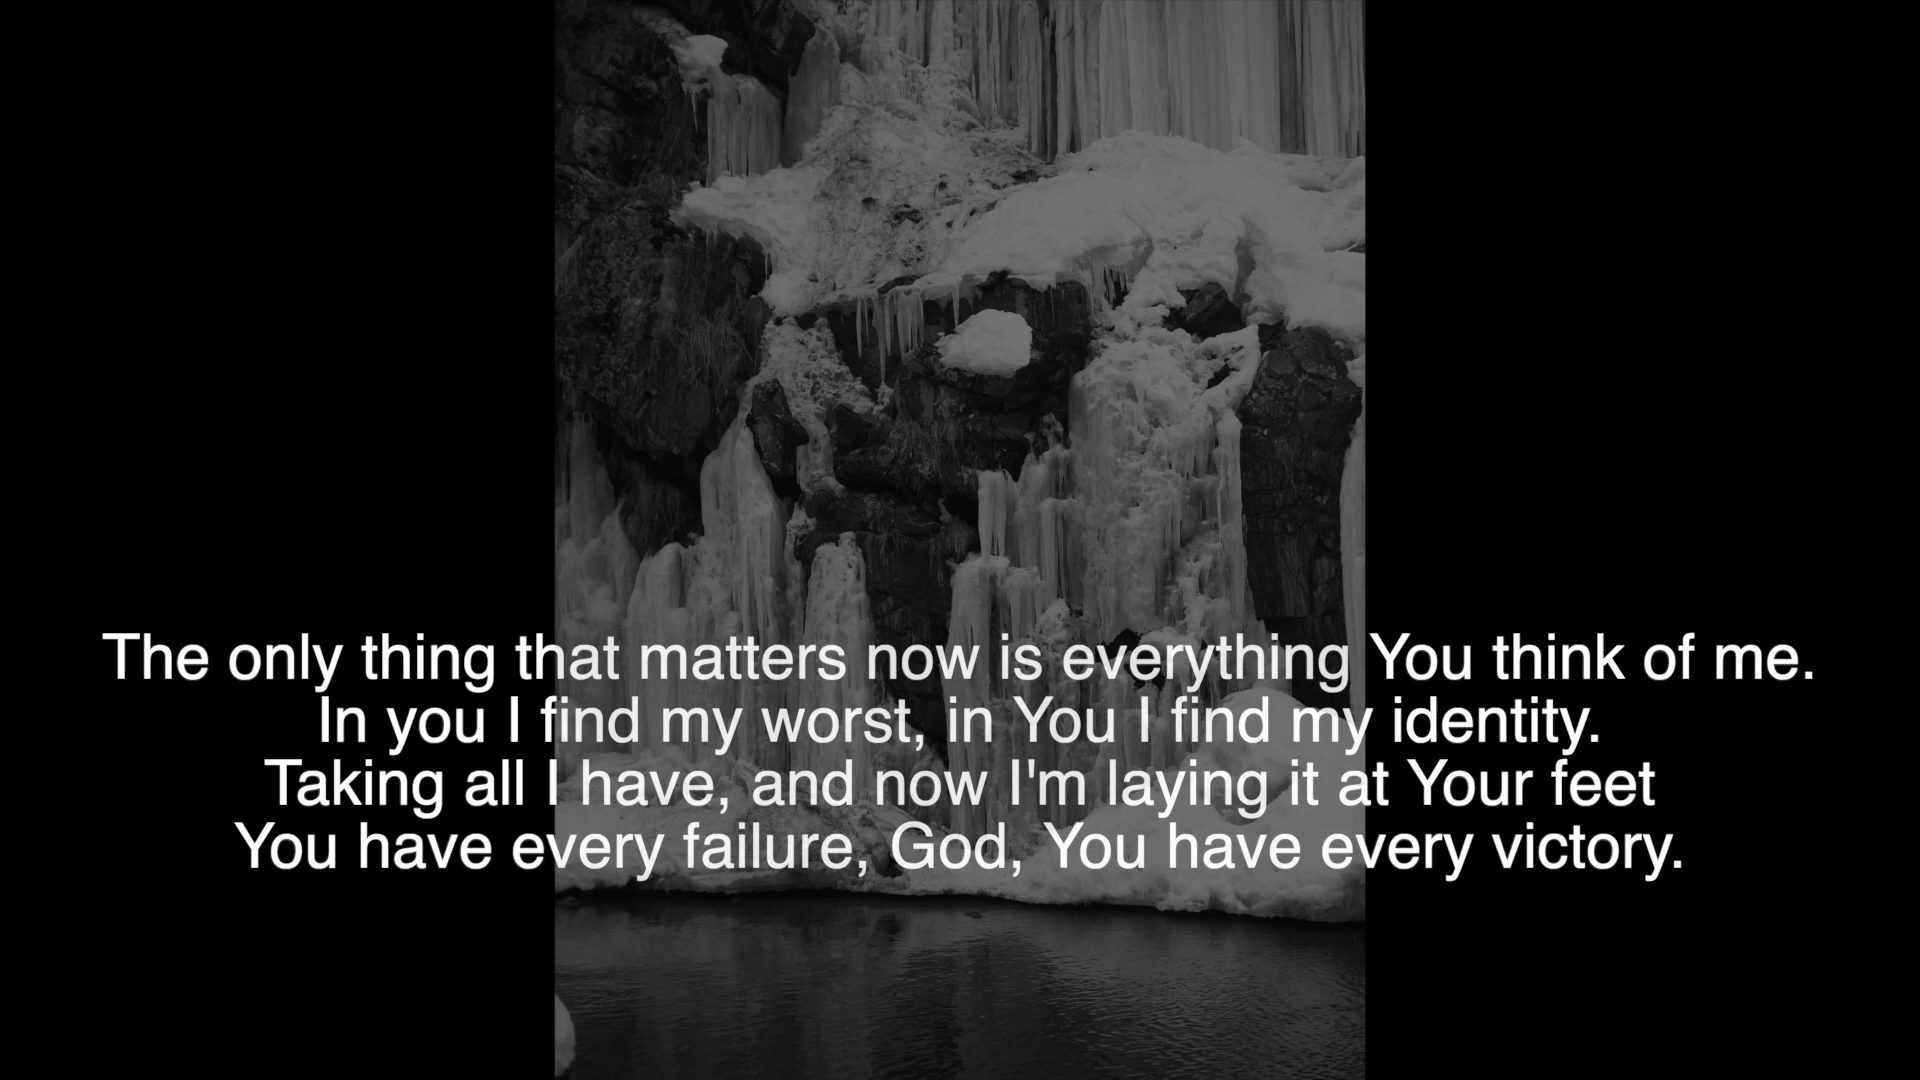 The only thing that matters now is everything You think of me.
In you I find my worst, in You I find my identity.
Taking all I have, and now I'm laying it at Your feet
You have every failure, God, You have every victory.